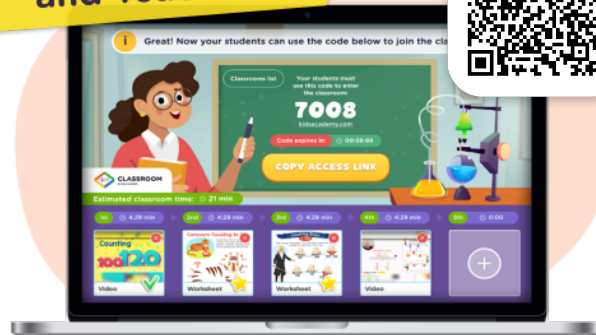 Great! Now your students can use the code below to join the cla
Classrooms list
Your students must
use this code to enter
the classroom:
7008
kidsacademy.com
Code expires in:
00:59:99
COPY ACCESS LINK
CLASSROOM
Estimated classroom time: 21 min
1st 4:29 min
2nd 4:29 min
3rd 4:29 min
4th 4:29 min
5th 0:00
Counting
100 120
Video
Worksheet
Worksheet
Video